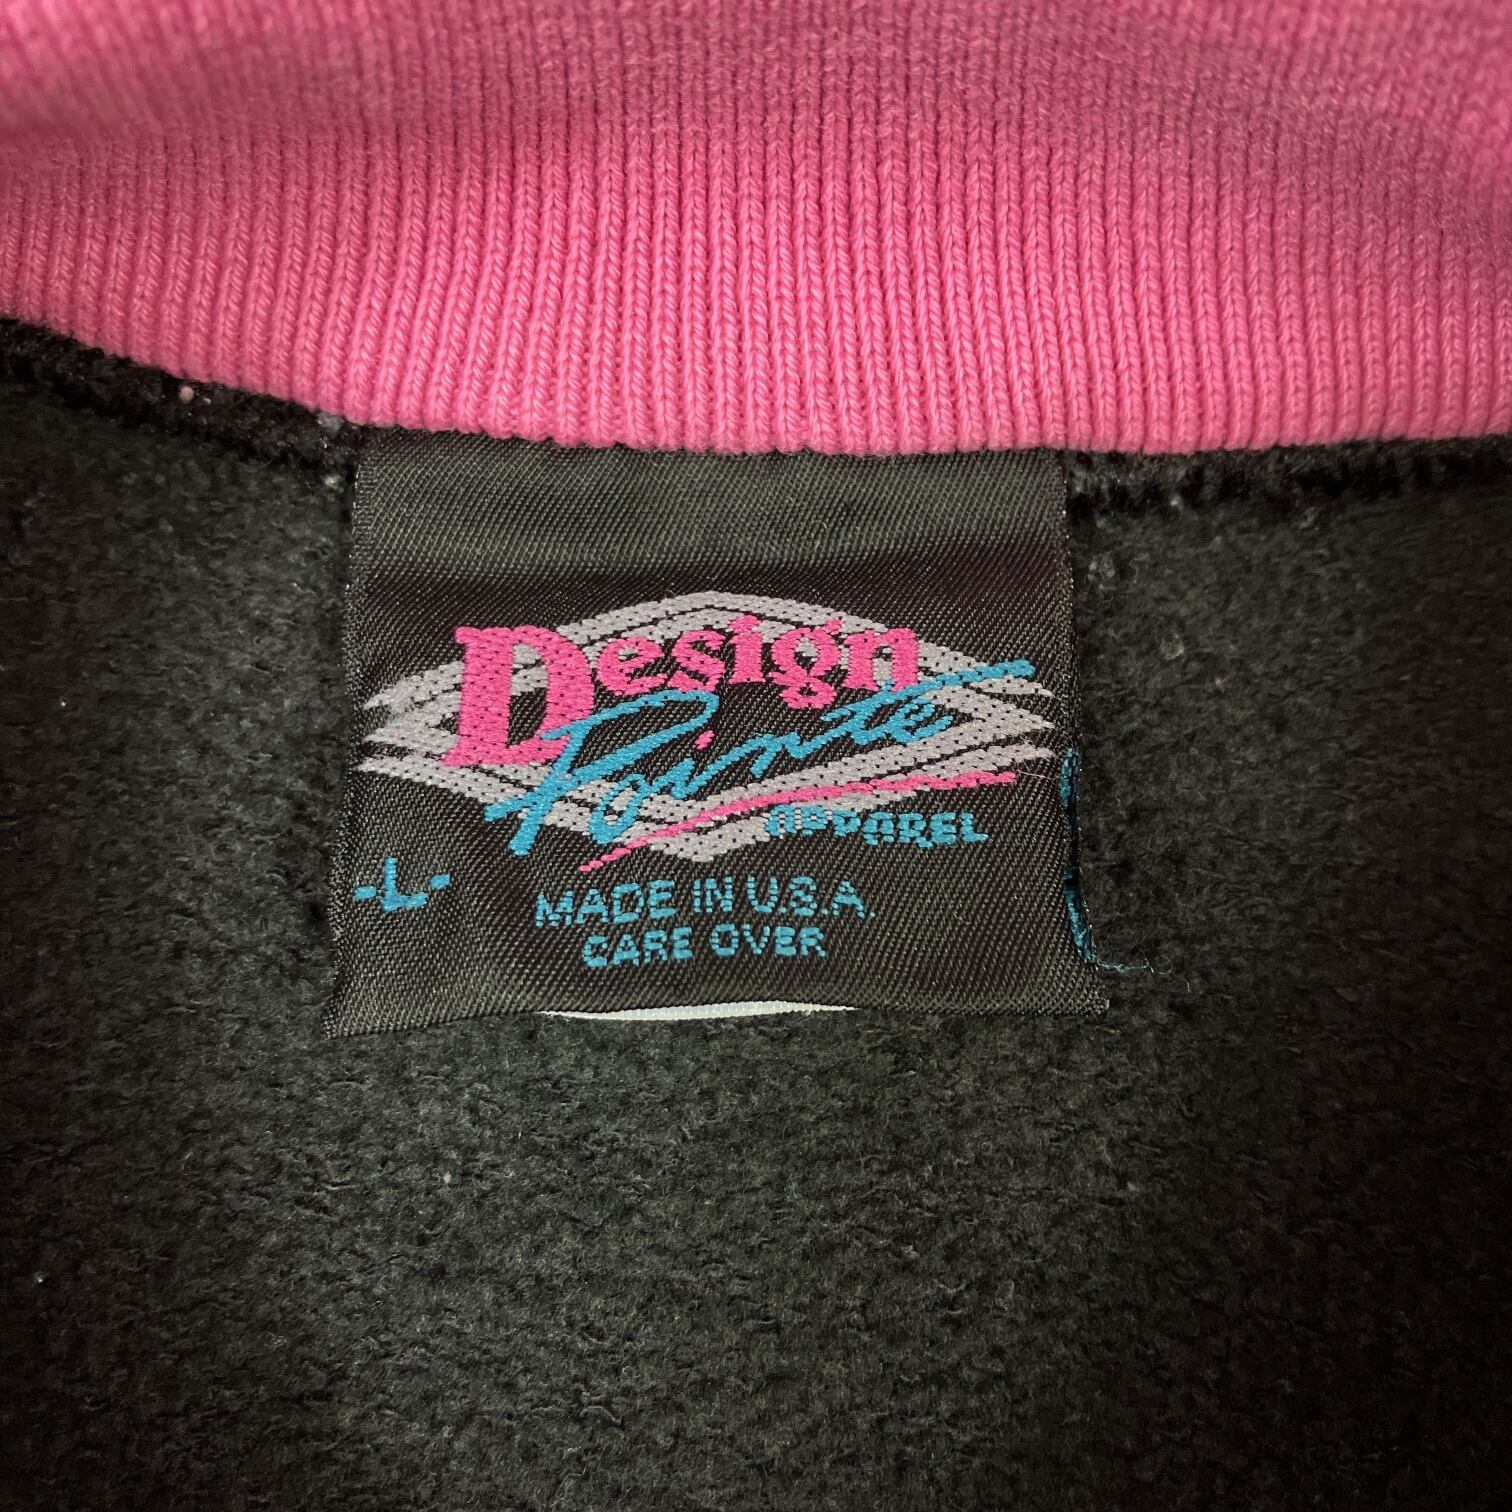 Design
Pointe
APPAREL
-L-
MADE IN U.S.A.
CARE OVER